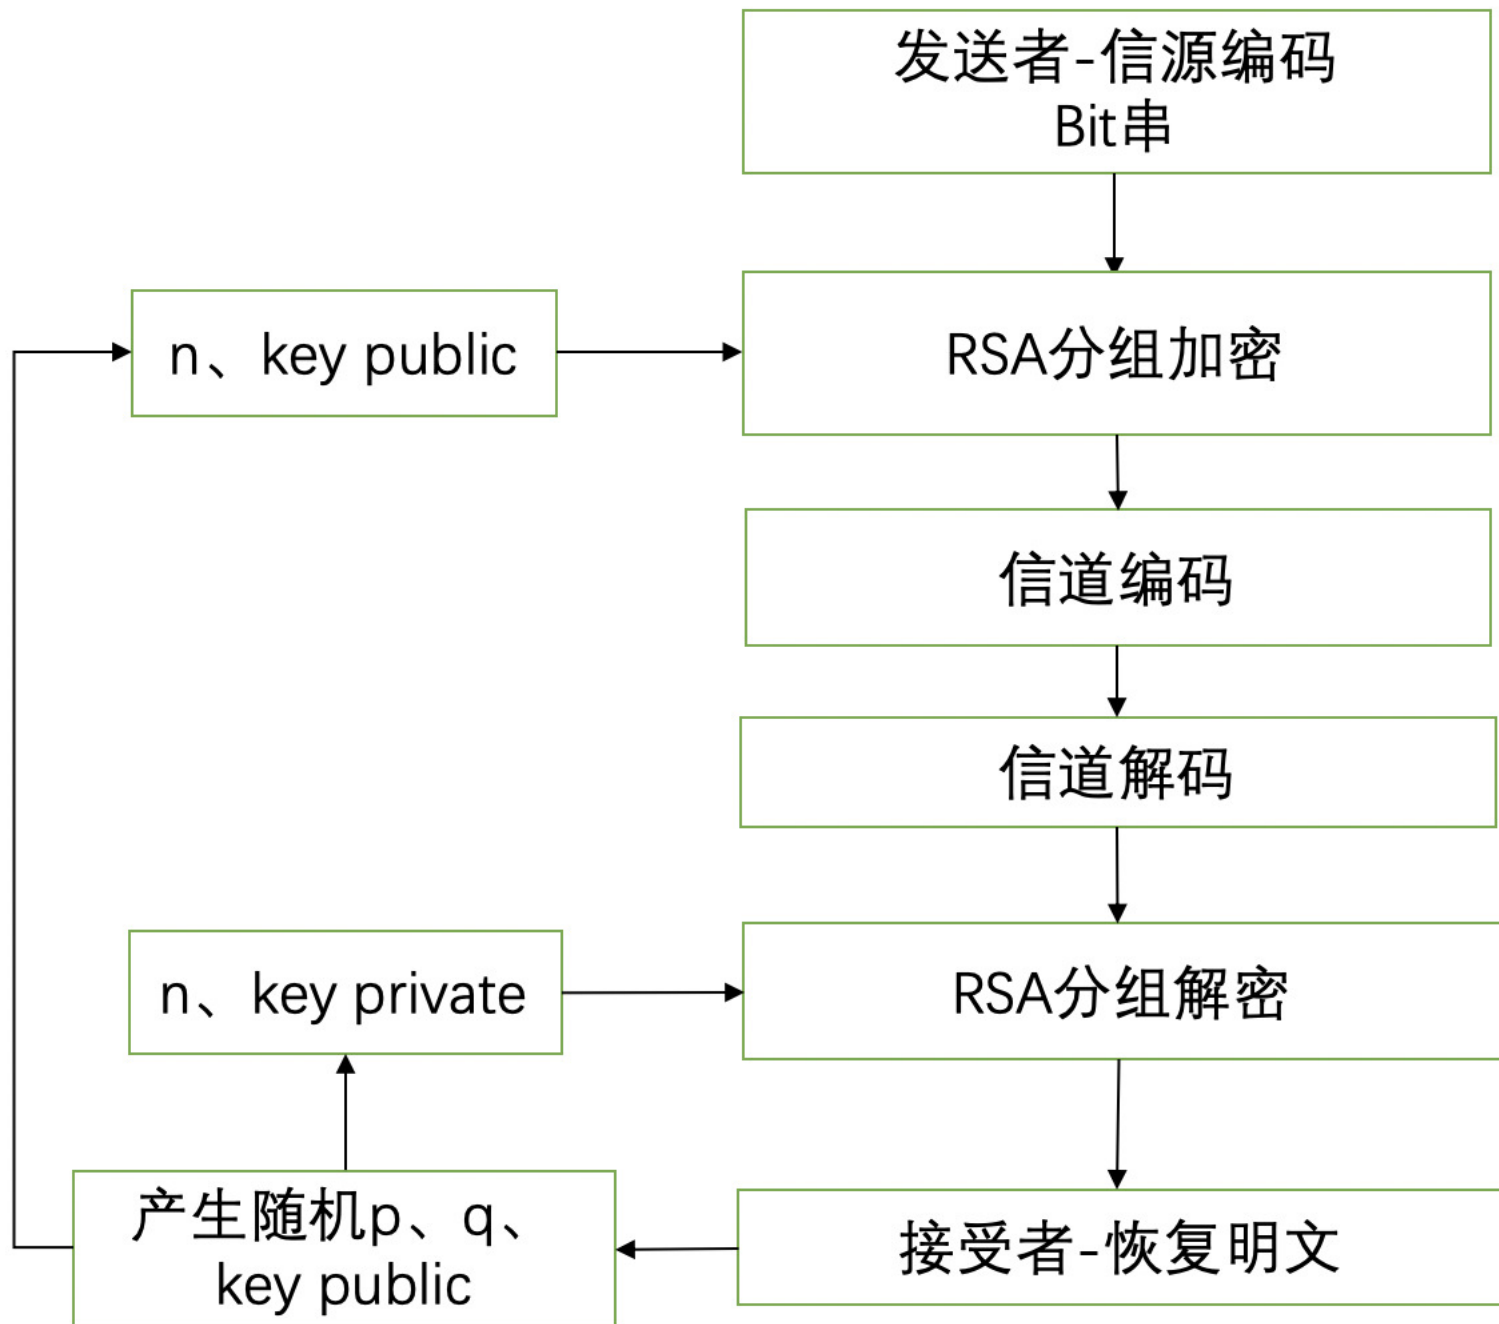 发送者-信源编码
Bit串
n、key public
RSA分组加密
信道编码
信道解码
n、key private
RSA分组解密
产生随机p、q、
key public
接受者-恢复明文